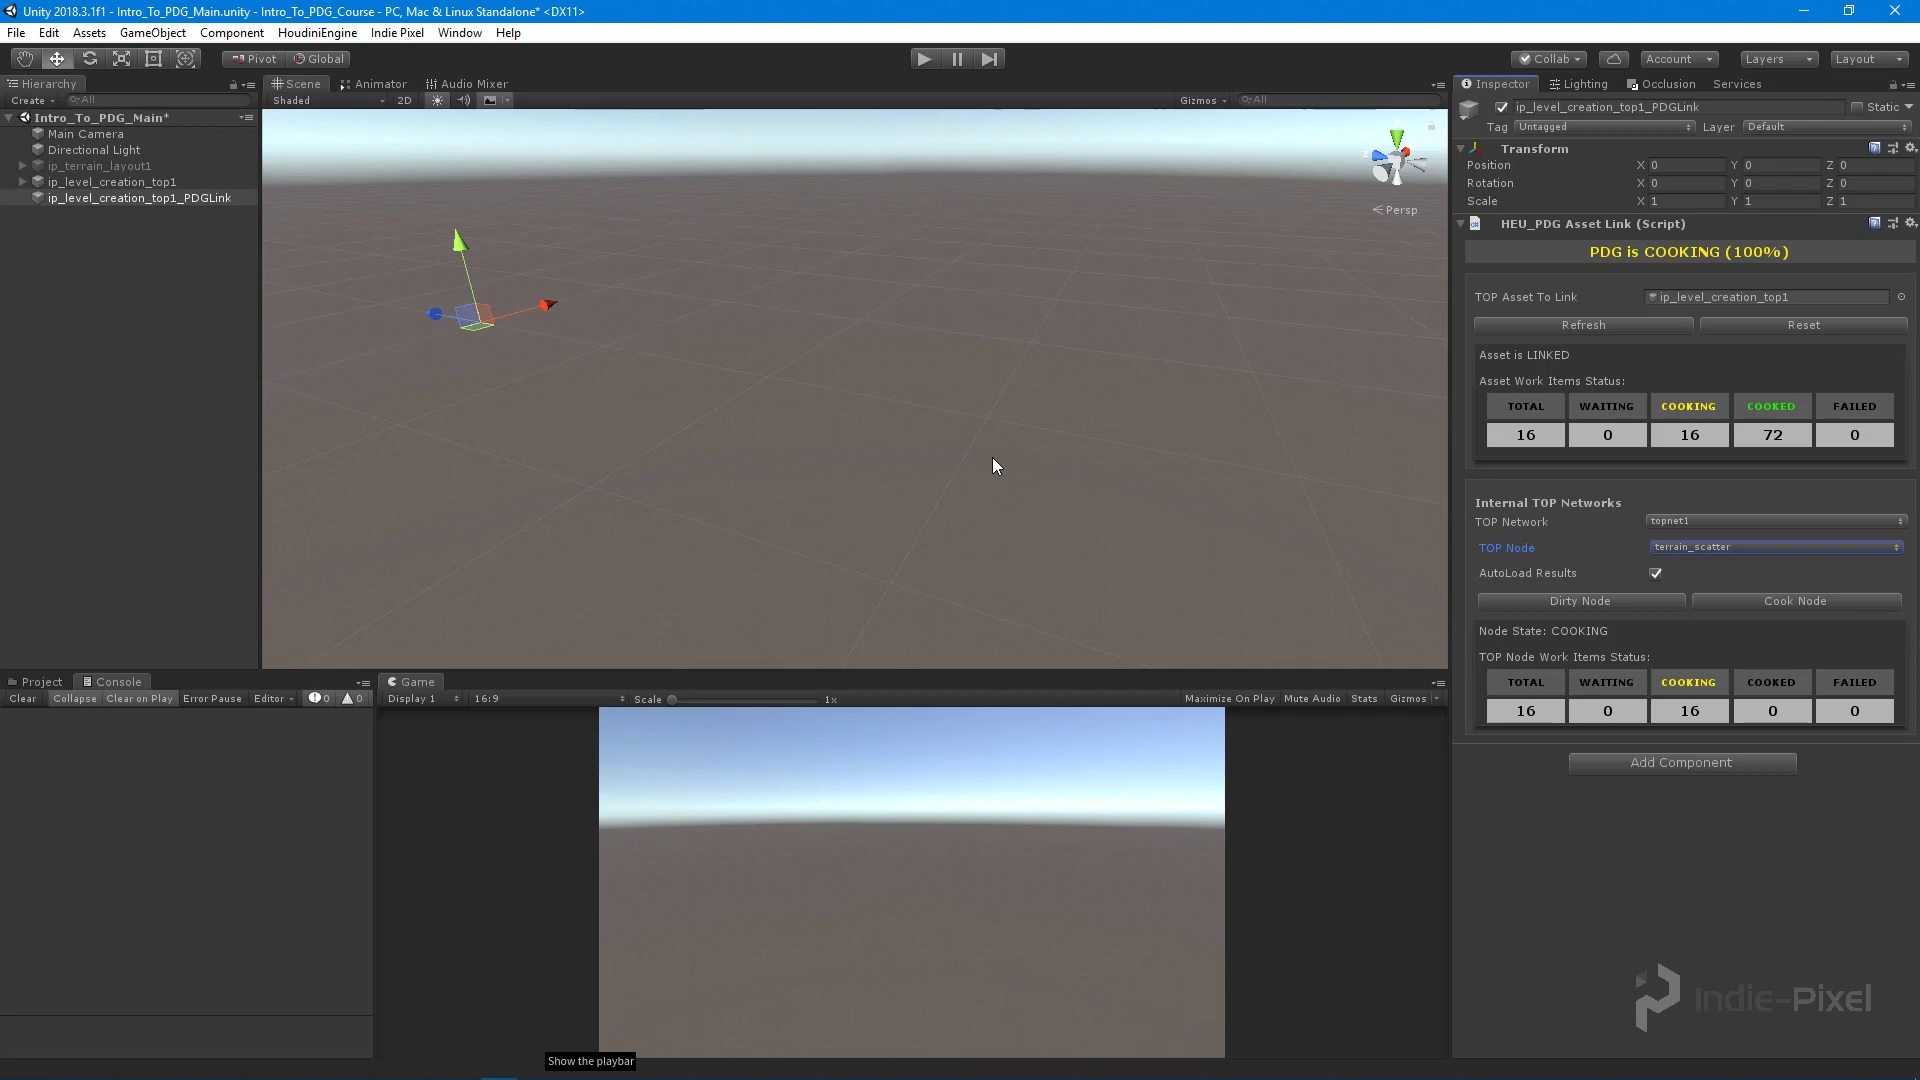 Unity 2018.3.1f1 - Intro_To_PDG_Main.unity - Intro_To_PDG_Course - PC, Mac & Linux Standalone* <DX11>
File Edit Assets GameObject Component HoudiniEngine Indie Pixel Window Help
Pivot Global Collab Account Layers Layout
Hierarchy
Create All
Intro_To_PDG_Main*
Main Camera
Directional Light
ip_terrain_layout1
ip_level_creation_top1
ip_level_creation_top1_PDGLink
Scene Animator Audio Mixer
Shaded 2D Gizmos All
Persp
Inspector Lighting Occlusion Services
ip_level_creation_top1_PDGLink Static
Tag Untagged Layer Default
Transform
Position X 0 Y 0 Z 0
Rotation X 0 Y 0 Z 0
Scale X 1 Y 1 Z 1
HEU_PDG Asset Link (Script)
PDG is COOKING (100%)
TOP Asset To Link ip_level_creation_top1
Refresh Reset
Asset is LINKED
Asset Work Items Status:
TOTAL WAITING COOKING COOKED FAILED
16 0 16 72 0
Internal TOP Networks
TOP Network topnet1
TOP Node terrain_scatter
AutoLoad Results
Dirty Node Cook Node
Node State: COOKING
TOP Node Work Items Status:
TOTAL WAITING COOKING COOKED FAILED
16 0 16 0 0
Add Component
Project Console
Clear Collapse Clear on Play Error Pause Editor 0 0
Game
Display 1 16:9 Scale 1x Maximize On Play Mute Audio Stats Gizmos
Show the playbar
Indie-Pixel